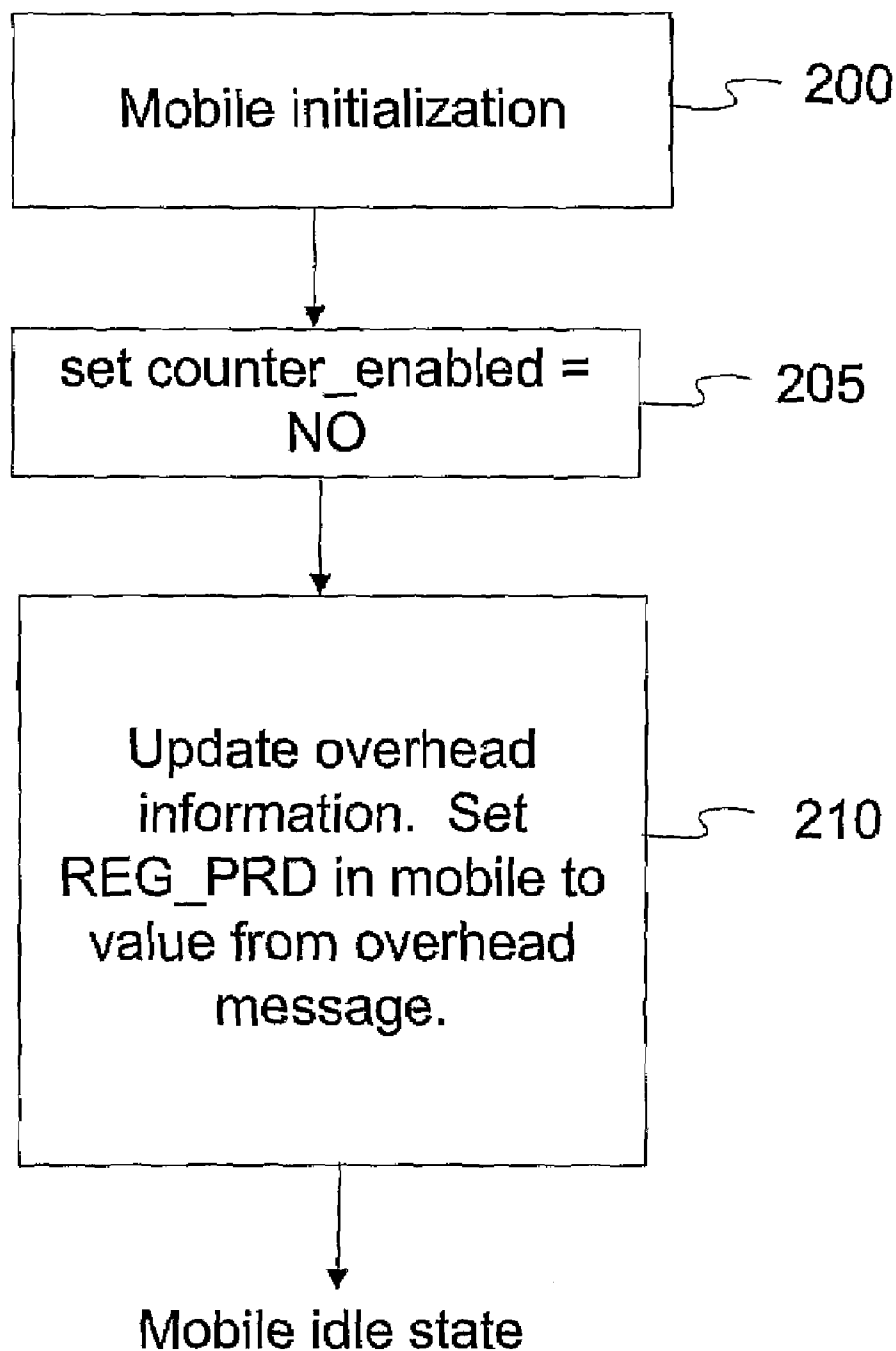 Mobile initialization
200
set counter_enabled =
NO
205
Update overhead
information. Set
REG_PRD in mobile to
value from overhead
message.
210
Mobile idle state